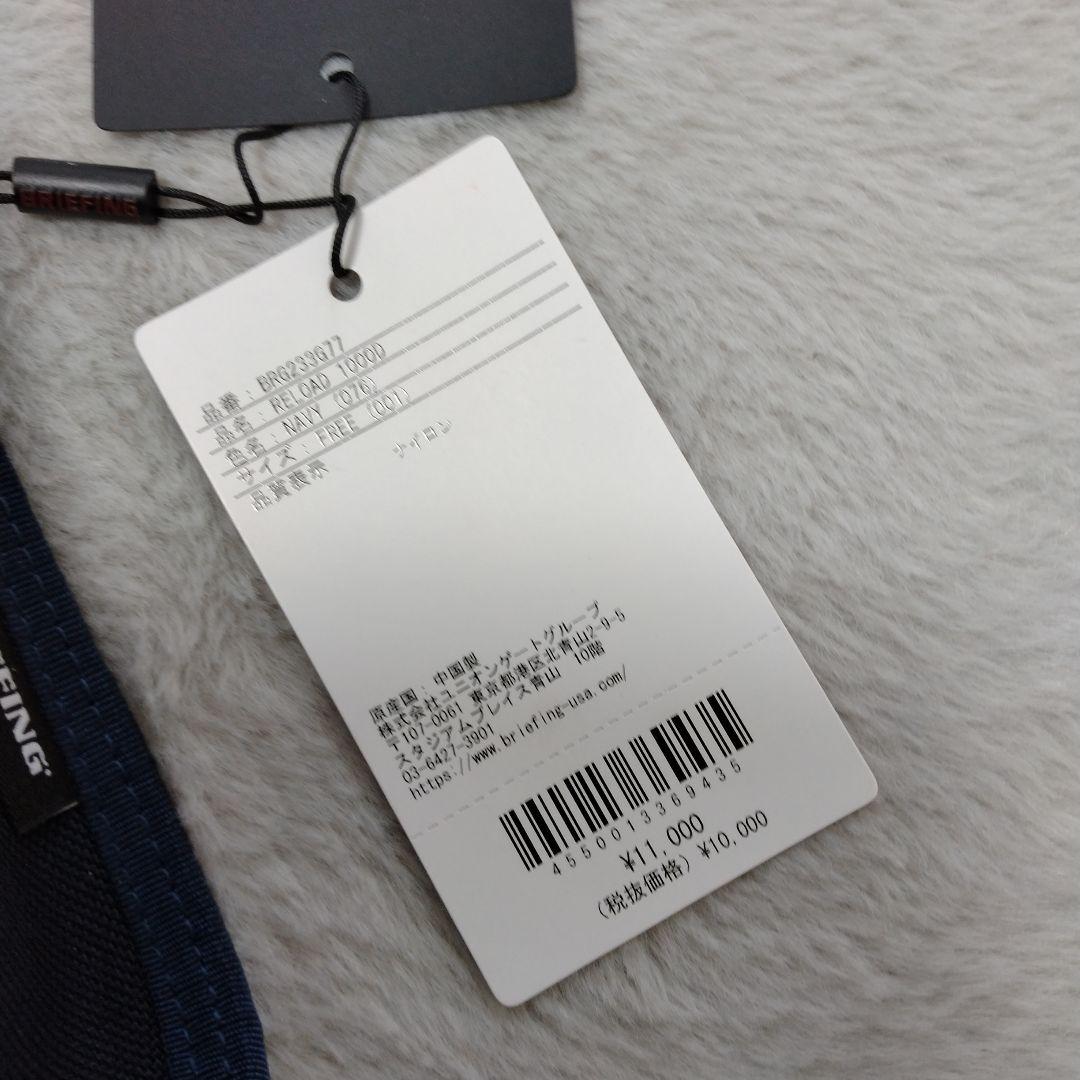 BRIEFING
品番：BRG233G77
品名：RELOAD 1000D
色名：NAVY (076)
サイズ：FREE (001)
品質表示　ナイロン
原産国：中国製
株式会社ユニオンゲートグループ
〒107-0061 東京都港区北青山2-9-5
スタジアムプレイス青山　10階
03-6427-3901
https://www.briefing-usa.com/
4550013369435
¥11,000
(税抜価格) ¥10,000
FING